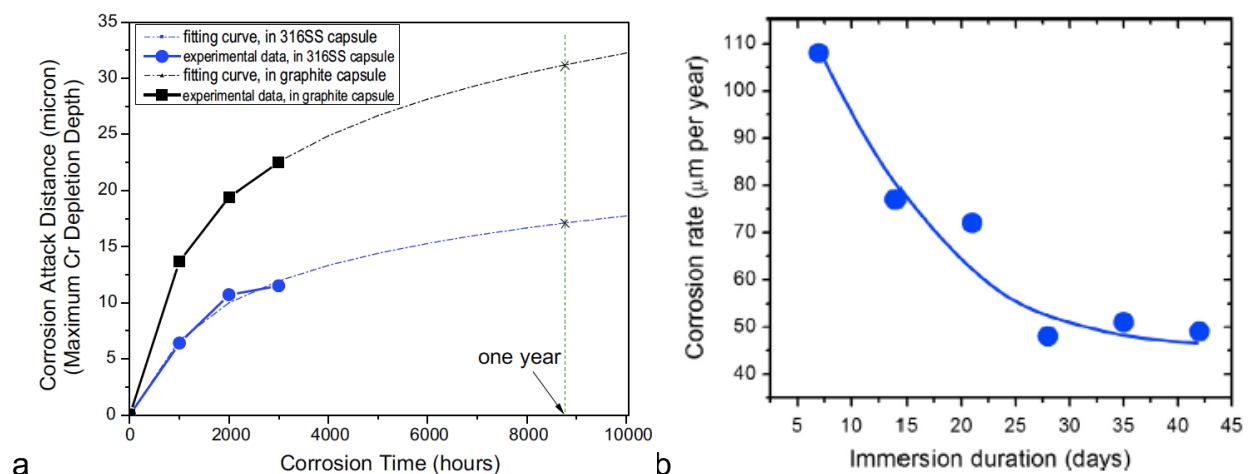 35
30
25
20
15
10
5
0
Corrosion Attack Distance (micron)
(Maximum Cr Depletion Depth)
fitting curve, in 316SS capsule
experimental data, in 316SS capsule
fitting curve, in graphite capsule
experimental data, in graphite capsule
one year
0 2000 4000 6000 8000 10000
Corrosion Time (hours)
a
110
100
90
80
70
60
50
40
Corrosion rate (μm per year)
5 10 15 20 25 30 35 40 45
Immersion duration (days)
b